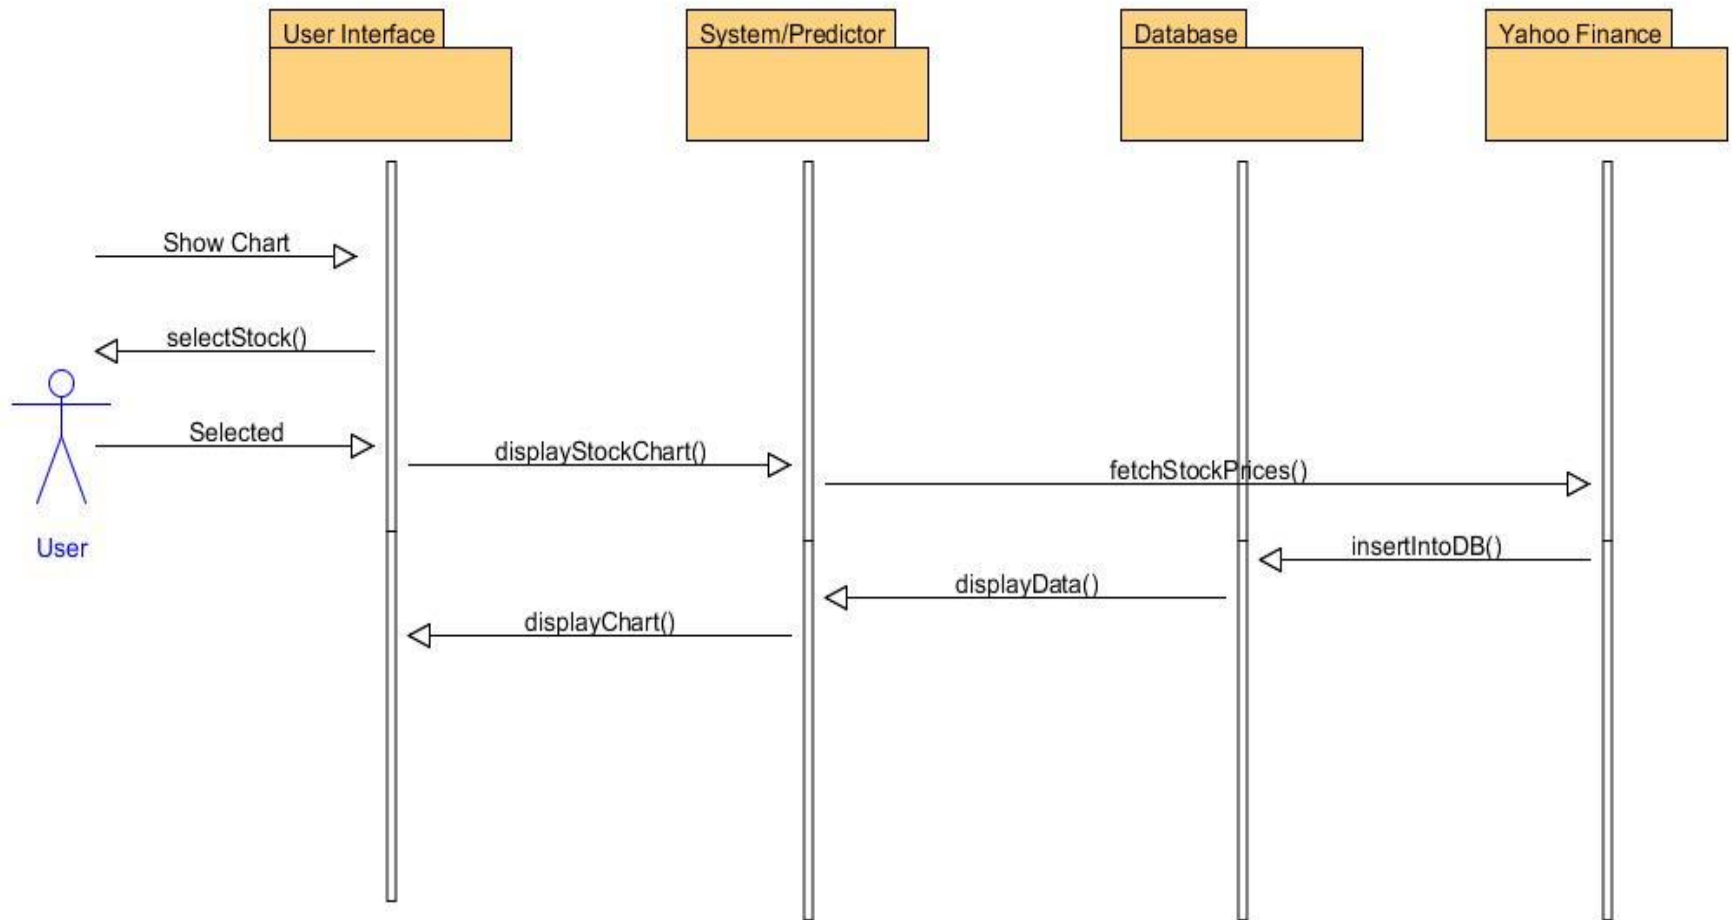 User Interface
System/Predictor
Database
Yahoo Finance
Show Chart
selectStock()
Selected
displayStockChart()
fetchStockPrices()
User
insertIntoDB()
displayData()
displayChart()